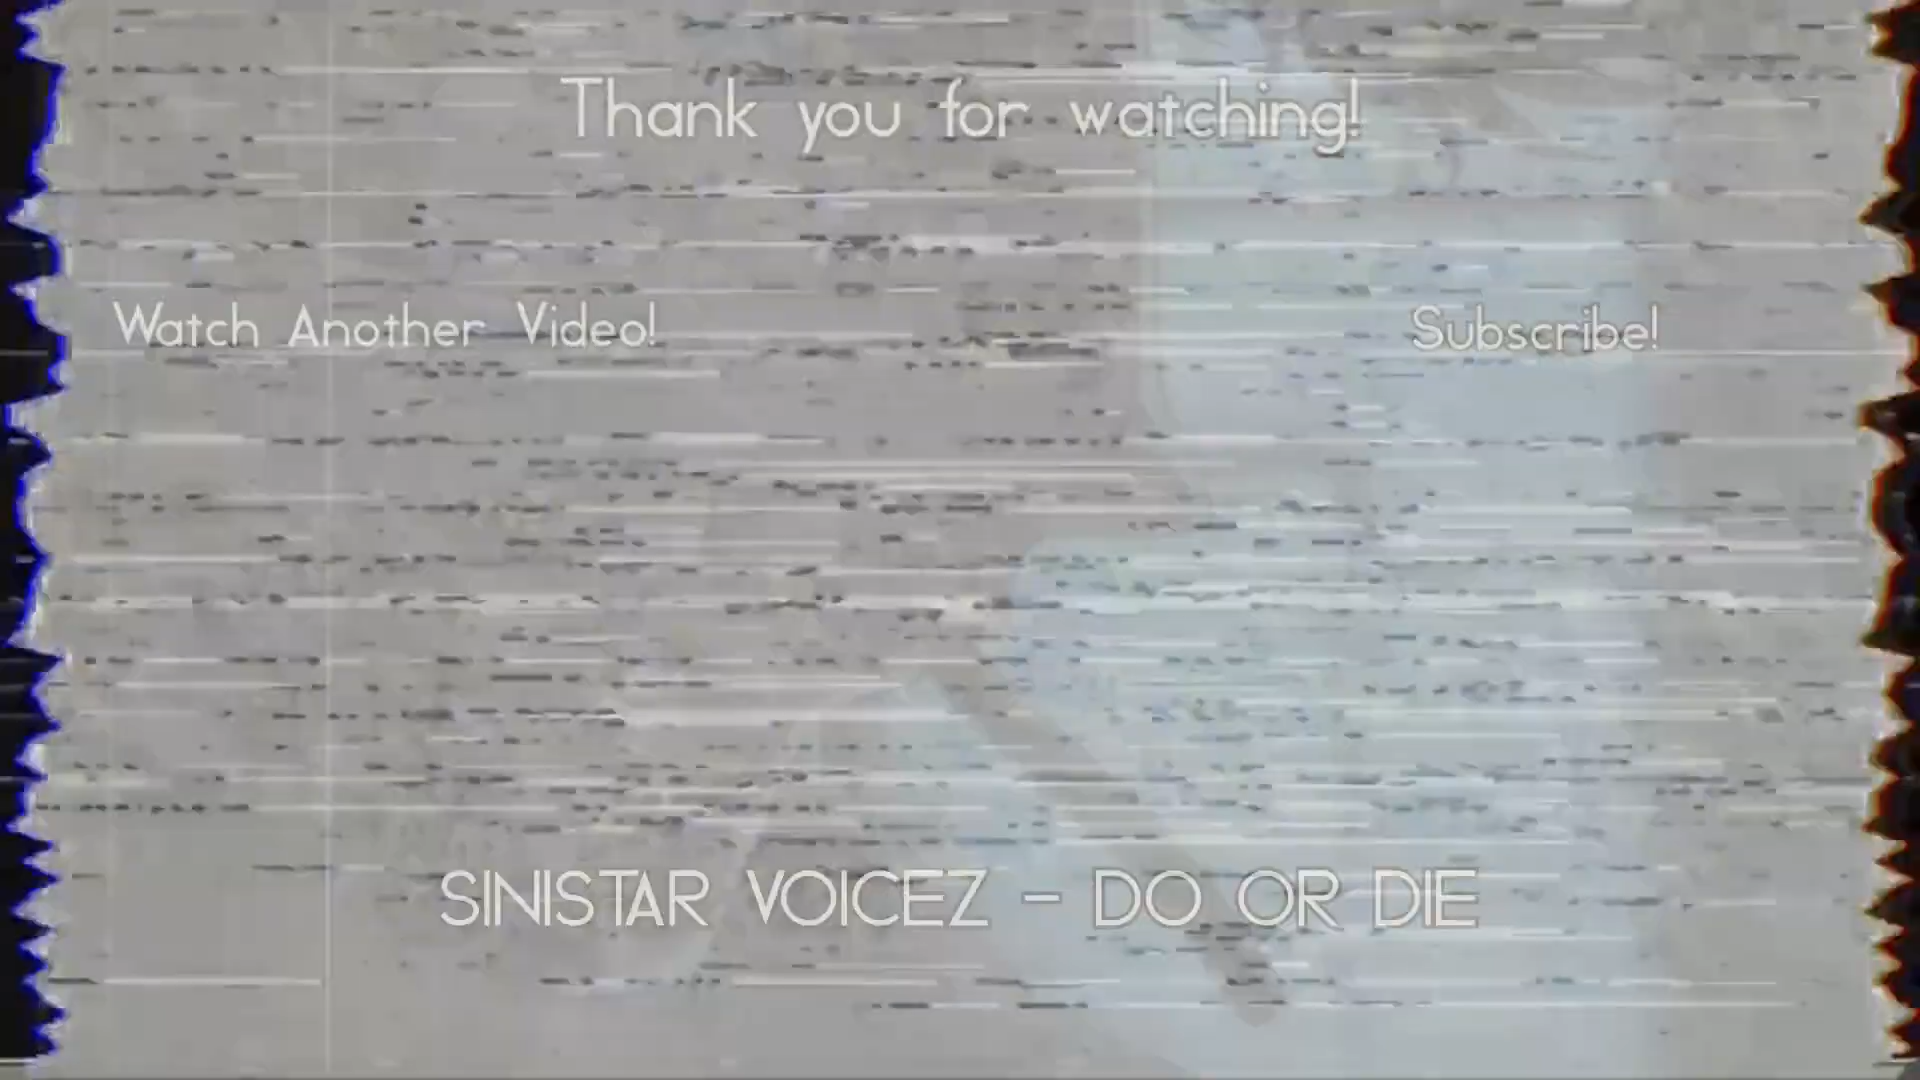 Thank you for watching!
Watch Another Video!
Subscribe!
SINISTAR VOICEZ - DO OR DIE